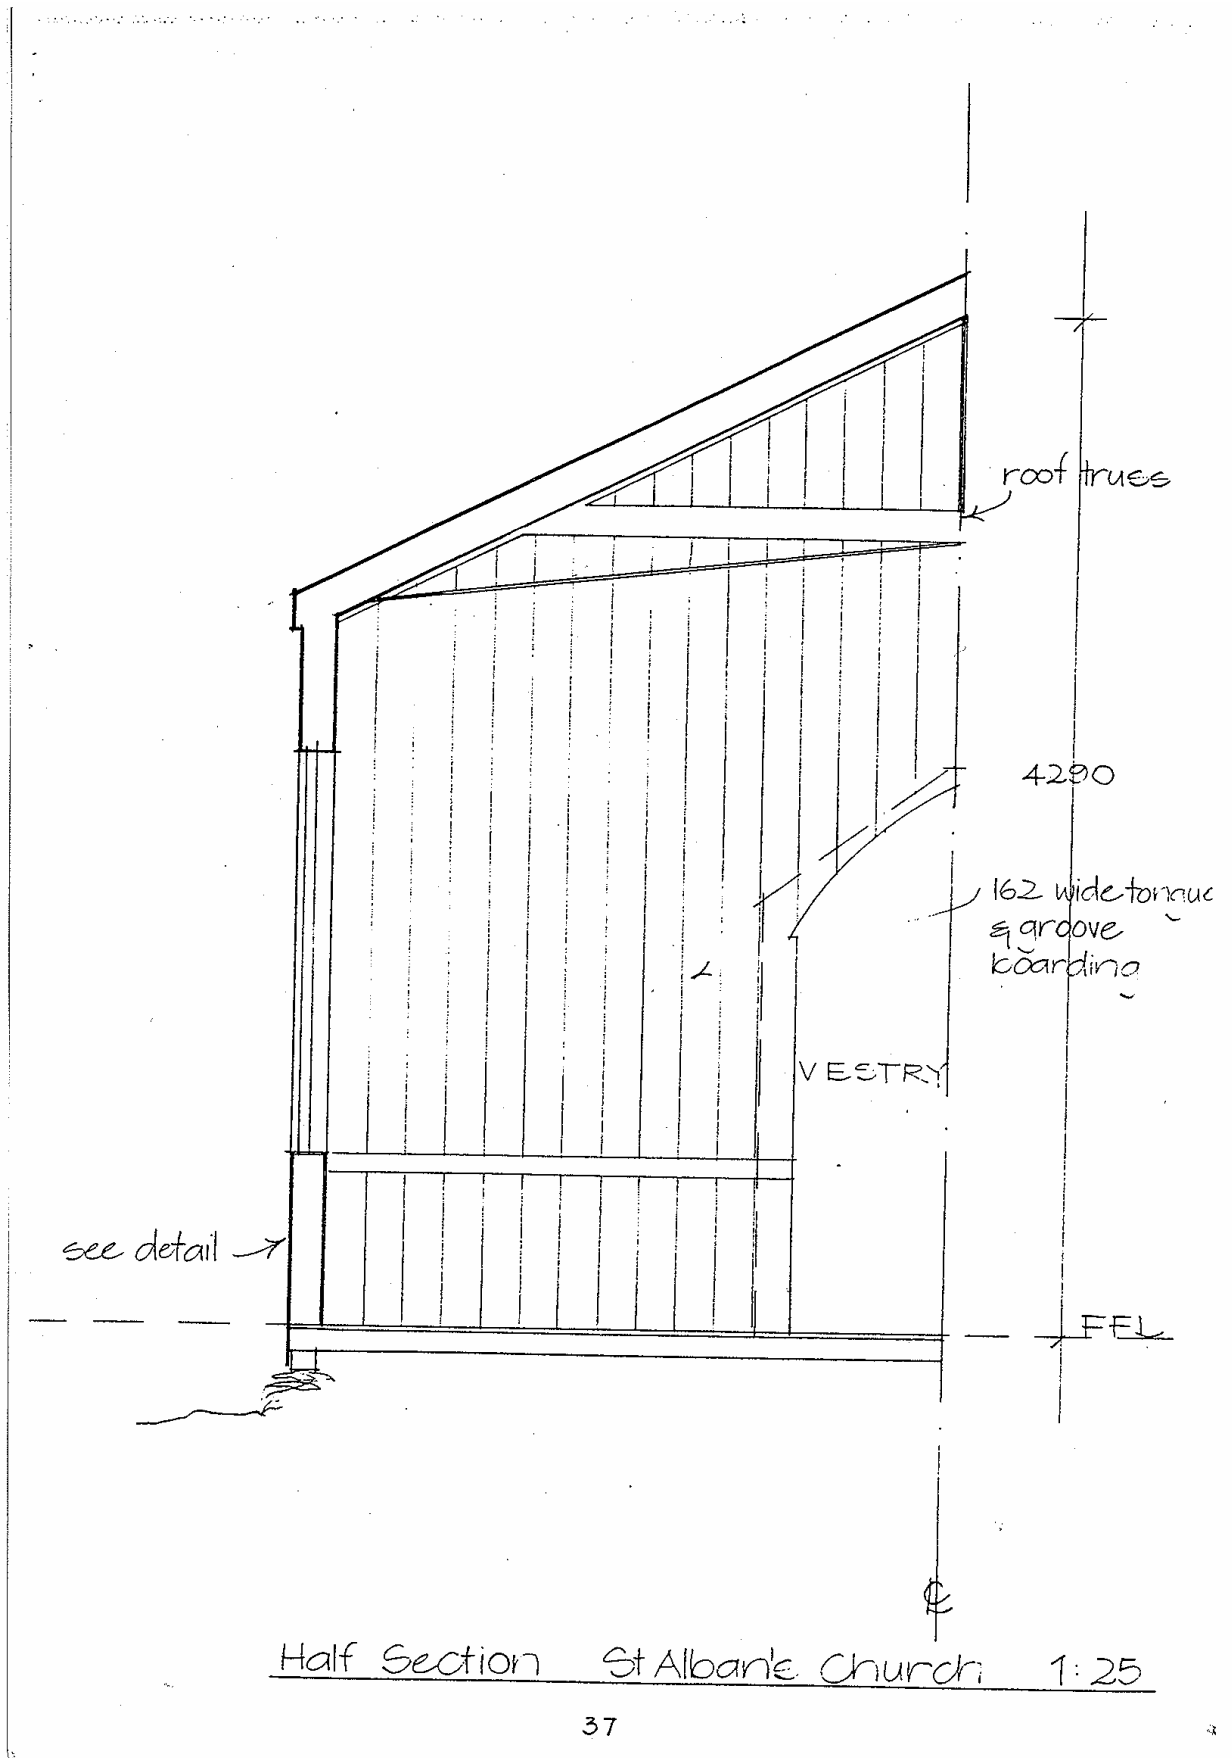 roof truss
4290
162 wide tongue
& groove
boarding
VESTRY
see detail
FFL
℄
Half Section St Alban's Church 1:25
37